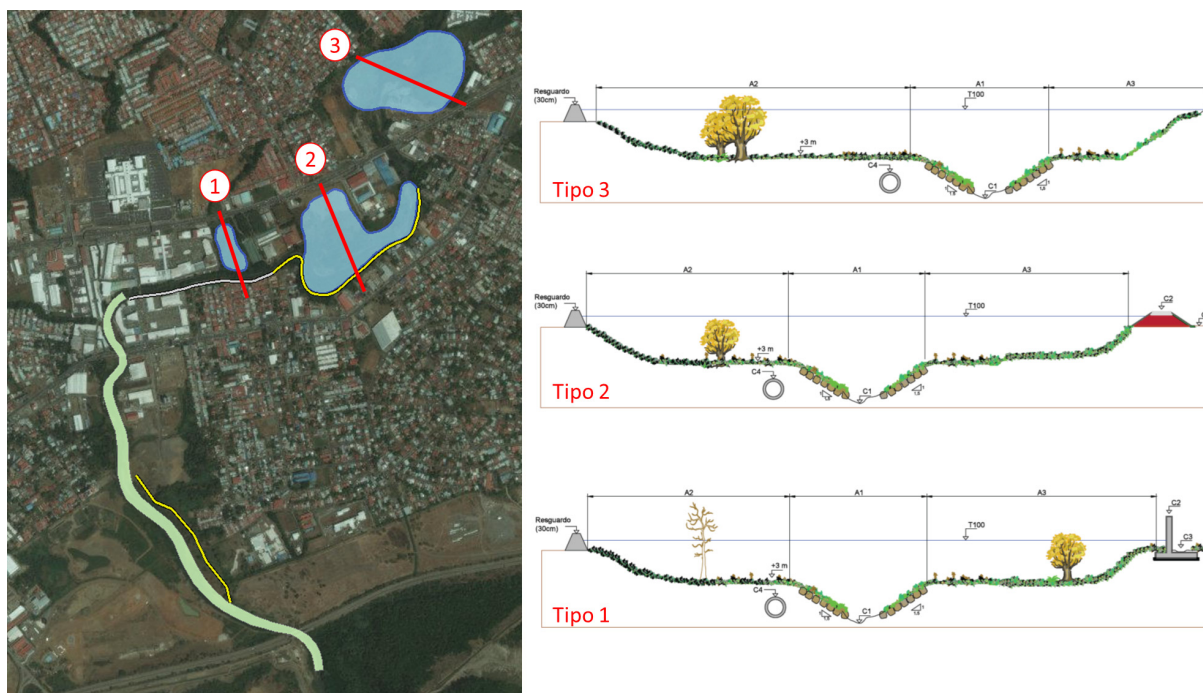 3
2
1
A2
A1
A3
Resguardo
(30cm)
T100
+3 m
C4
C1
Tipo 3
A2
A1
A3
Resguardo
(30cm)
C2
T100
+3 m
C4
C1
Tipo 2
A2
A1
A3
Resguardo
(30cm)
C2
T100
C3
+3 m
C4
C1
Tipo 1